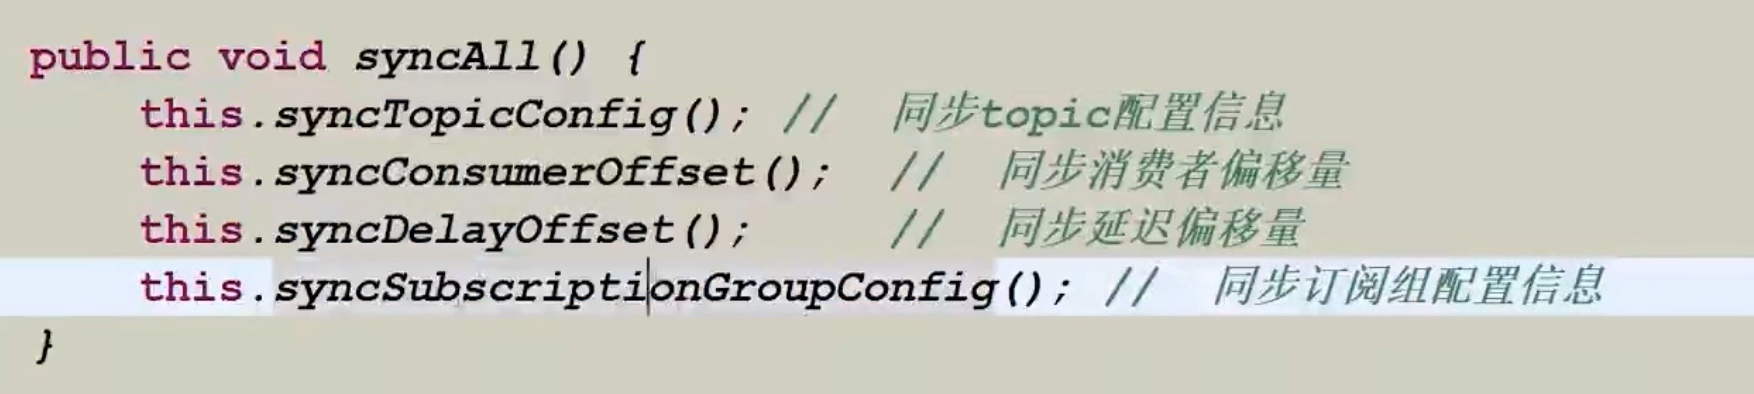 public void syncAll() {
this.syncTopicConfig(); // 同步topic配置信息
this.syncConsumerOffset(); // 同步消费者偏移量
this.syncDelayOffset(); // 同步延迟偏移量
this.syncSubscriptionGroupConfig(); // 同步订阅组配置信息
}